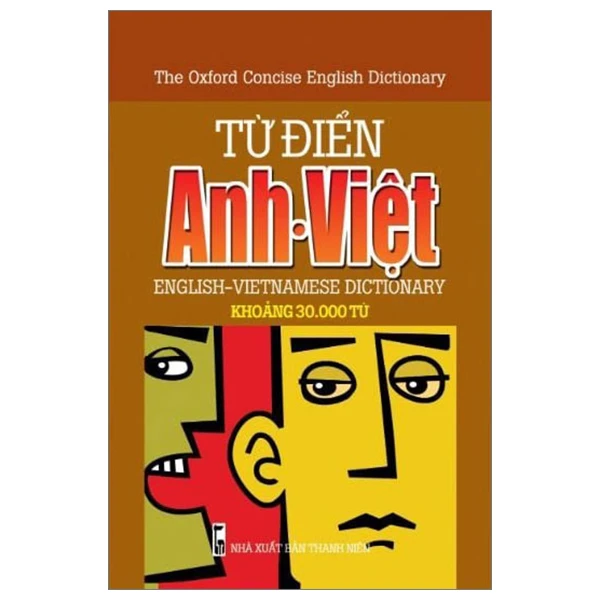 The Oxford Concise English Dictionary
TỪ ĐIỂN
Anh·Việt
ENGLISH-VIETNAMESE DICTIONARY
KHOẢNG 30.000 TỪ
NHÀ XUẤT BẢN THANH NIÊN